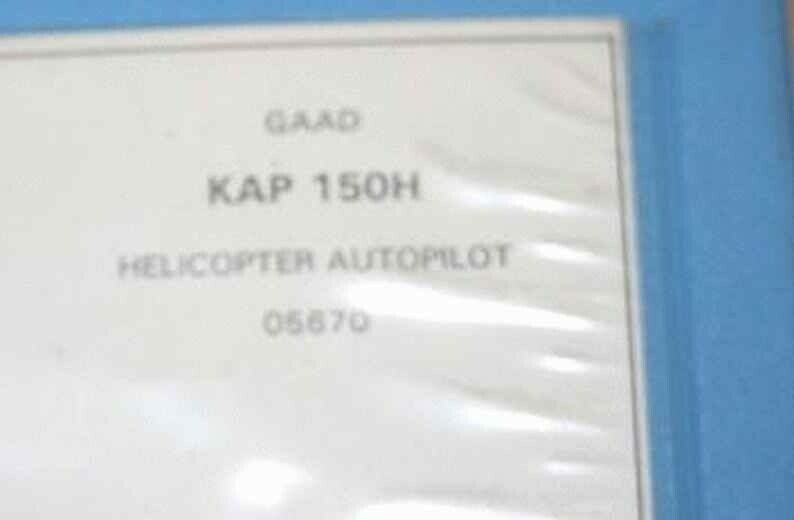 GAAD
KAP 150H
HELICOPTER AUTOPILOT
05670